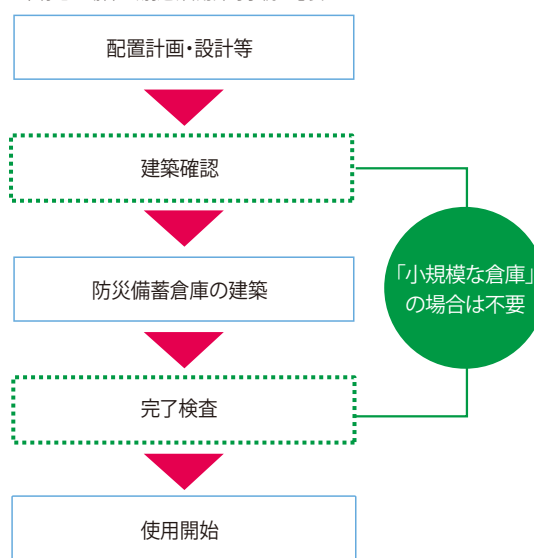 配置計画・設計等
建築確認
「小規模な倉庫」
の場合は不要
防災備蓄倉庫の建築
完了検査
使用開始